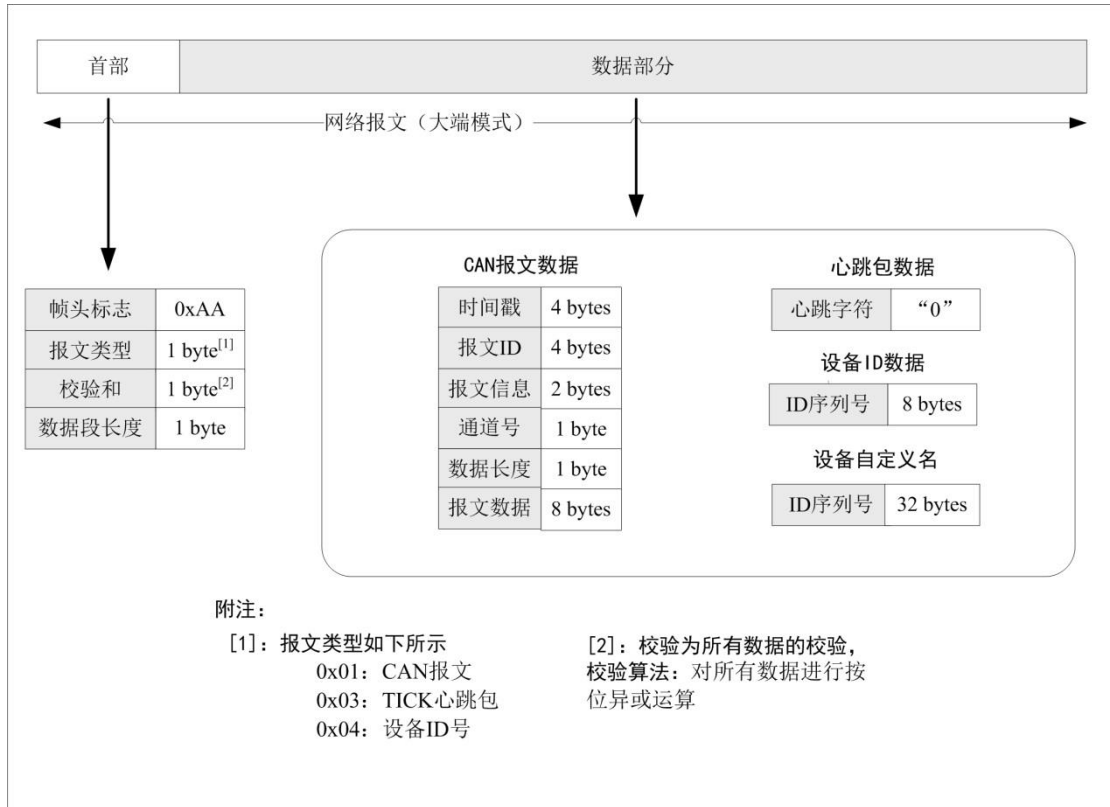 首部
数据部分
网络报文（大端模式）
帧头标志 0xAA
报文类型 1 byte[1]
校验和 1 byte[2]
数据段长度 1 byte
CAN报文数据
时间戳 4 bytes
报文ID 4 bytes
报文信息 2 bytes
通道号 1 byte
数据长度 1 byte
报文数据 8 bytes
心跳包数据
心跳字符 “0”
设备ID数据
ID序列号 8 bytes
设备自定义名
ID序列号 32 bytes
附注：
[1]：报文类型如下所示
0x01：CAN报文
0x03：TICK心跳包
0x04：设备ID号
[2]：校验为所有数据的校验，
校验算法：对所有数据进行按
位异或运算